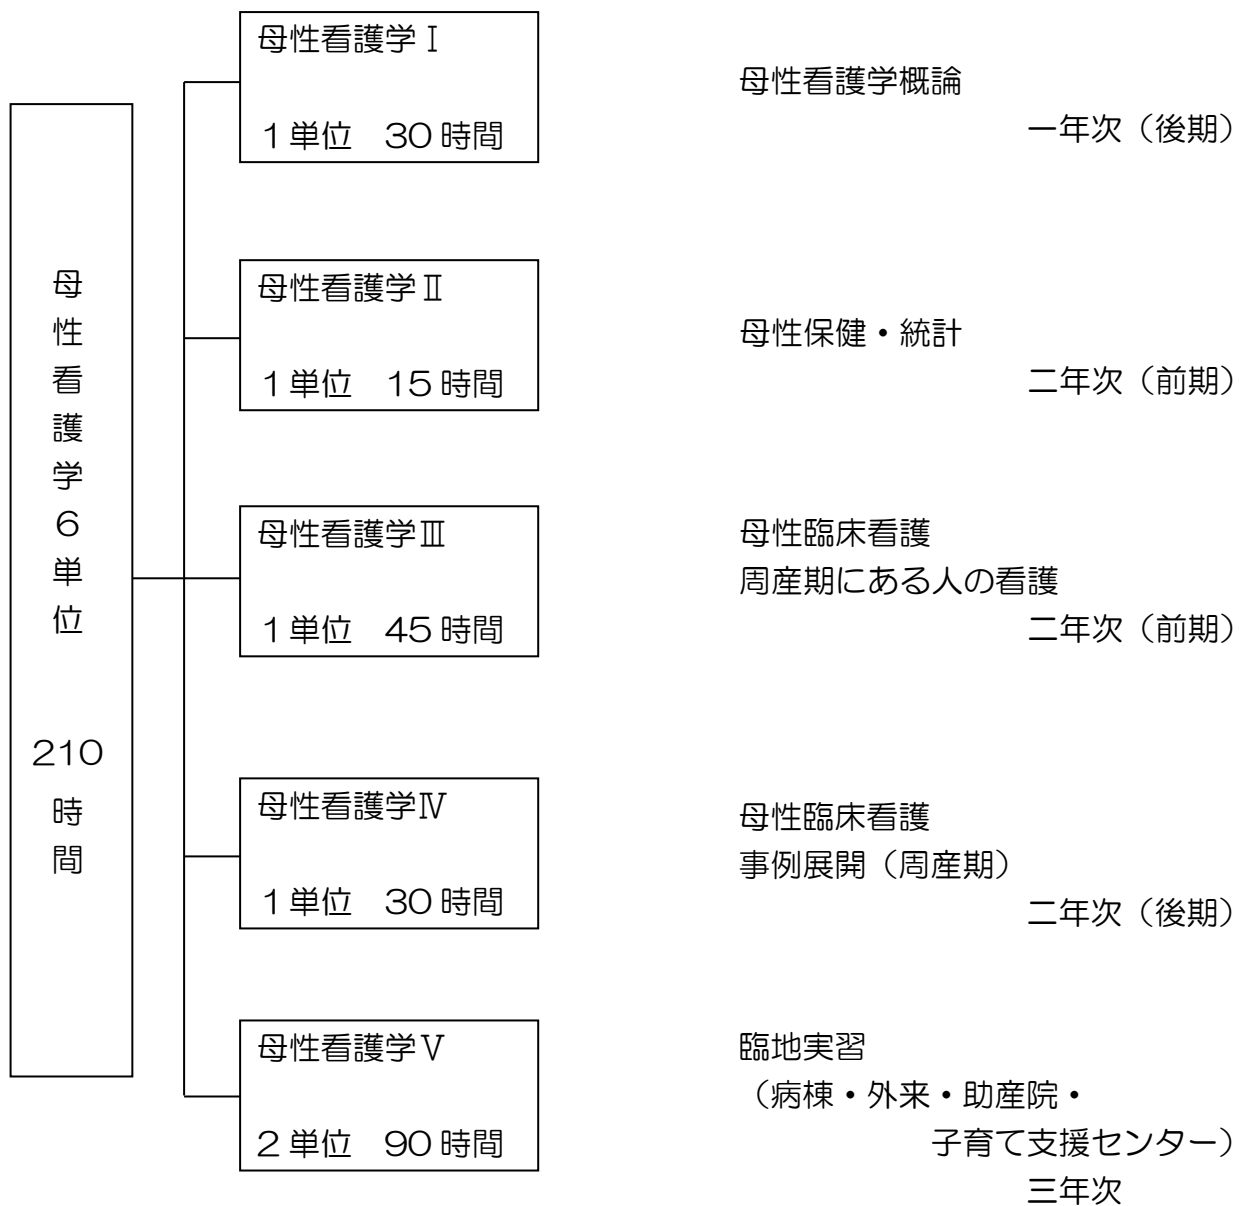 母性看護学6単位　210時間
母性看護学Ⅰ
1単位　30時間
母性看護学概論
一年次（後期）
母性看護学Ⅱ
1単位　15時間
母性保健・統計
二年次（前期）
母性看護学Ⅲ
1単位　45時間
母性臨床看護
周産期にある人の看護
二年次（前期）
母性看護学Ⅳ
1単位　30時間
母性臨床看護
事例展開（周産期）
二年次（後期）
母性看護学Ⅴ
2単位　90時間
臨地実習
（病棟・外来・助産院・
子育て支援センター）
三年次